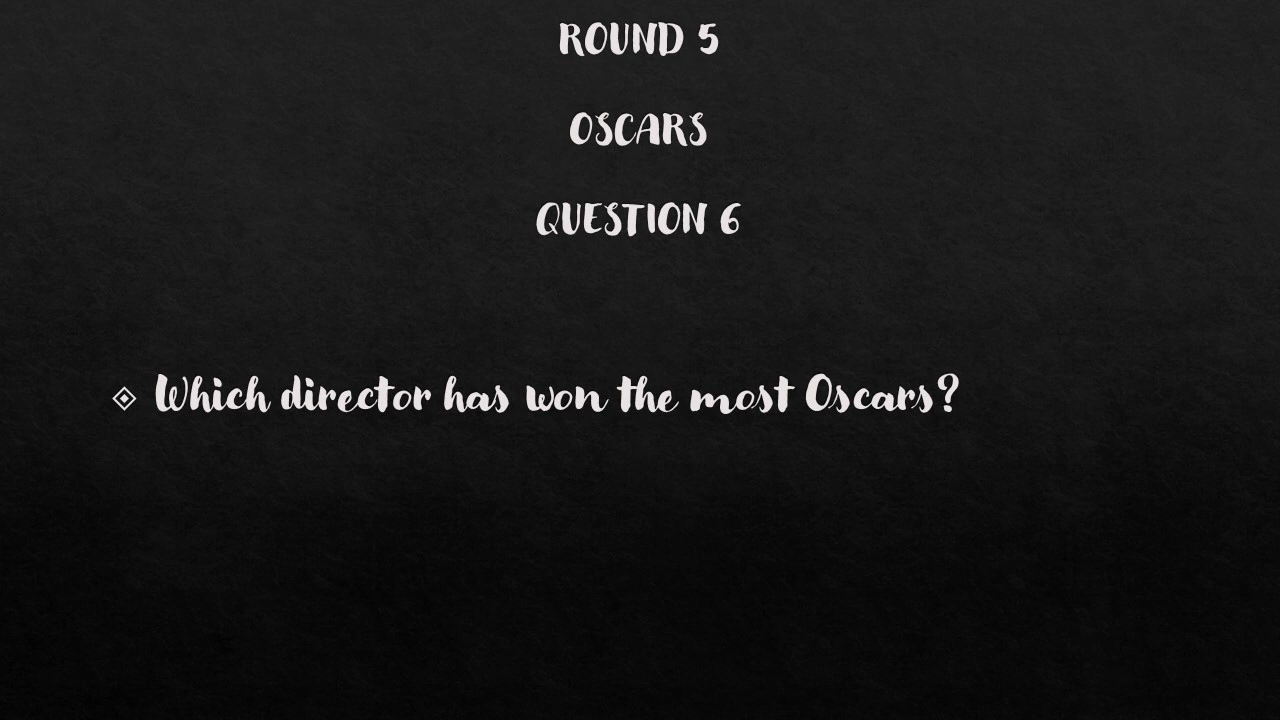 ROUND 5
OSCARS
QUESTION 6
Which director has won the most Oscars?